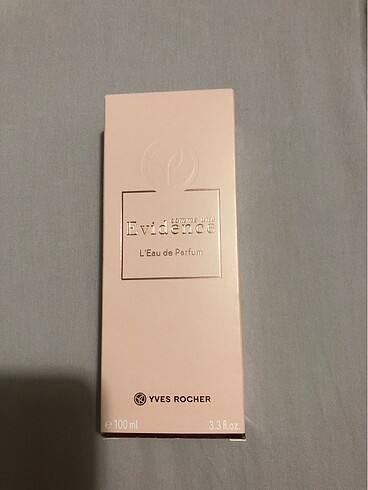 comme une
Evidence
L'Eau de Parfum
YVES ROCHER
e 100 ml 3.3 fl.oz.